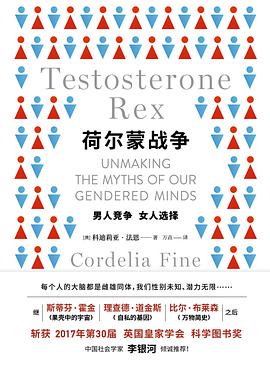 Testosterone
Rex
荷尔蒙战争
UNMAKING
THE MYTHS OF OUR
GENDERED MINDS
男人竞争 女人选择
[澳] 科迪莉亚·法恩——著 万吉——译
Cordelia Fine
每个人的大脑都是雌雄同体,我们性别未知、潜力无限……
继 斯蒂芬·霍金 理查德·道金斯 比尔·布莱森 之后
《果壳中的宇宙》 《自私的基因》 《万物简史》
斩获 2017年第30届 英国皇家学会 科学图书奖
中国社会学家 李银河 倾诚推荐!